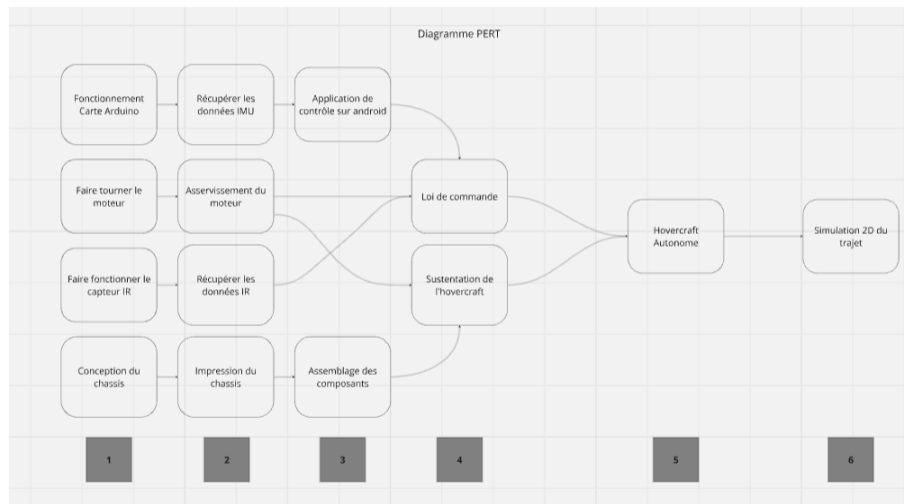 Diagramme PERT
Fonctionnement
Carte Arduino
Récupérer les
données IMU
Application de
contrôle sur android
Faire tourner le
moteur
Asservissement du
moteur
Loi de commande
Faire fonctionner le
capteur IR
Récupérer les
données IR
Sustentation de
l'hovercraft
Hovercraft
Autonome
Simulation 2D du
trajet
Conception du
chassis
Impression du
chassis
Assemblage des
composants
1
2
3
4
5
6